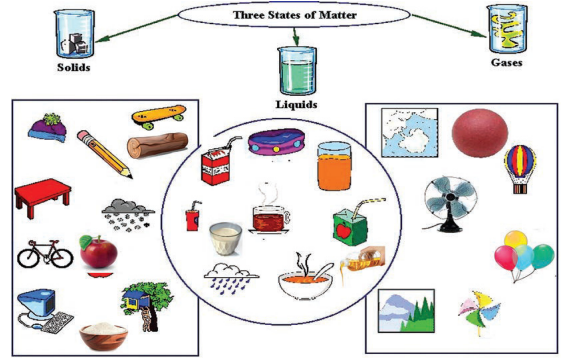 Three States of Matter
Solids
Liquids
Gases